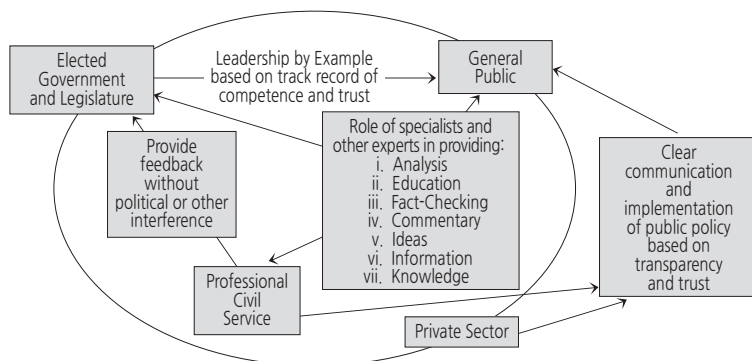 Elected
Government
and Legislature
Leadership by Example
based on track record of
competence and trust
General
Public
Provide
feedback
without
political or other
interference
Role of specialists and
other experts in providing:
i. Analysis
ii. Education
iii. Fact-Checking
iv. Commentary
v. Ideas
vi. Information
vii. Knowledge
Clear
communication
and
implementation
of public policy
based on
transparency
and trust
Professional
Civil
Service
Private Sector